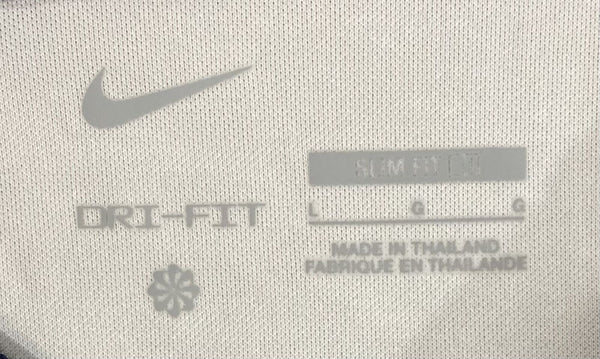 DRI-FIT
SLIM FIT
L G G
MADE IN THAILAND
FABRIQUE EN THAILANDE